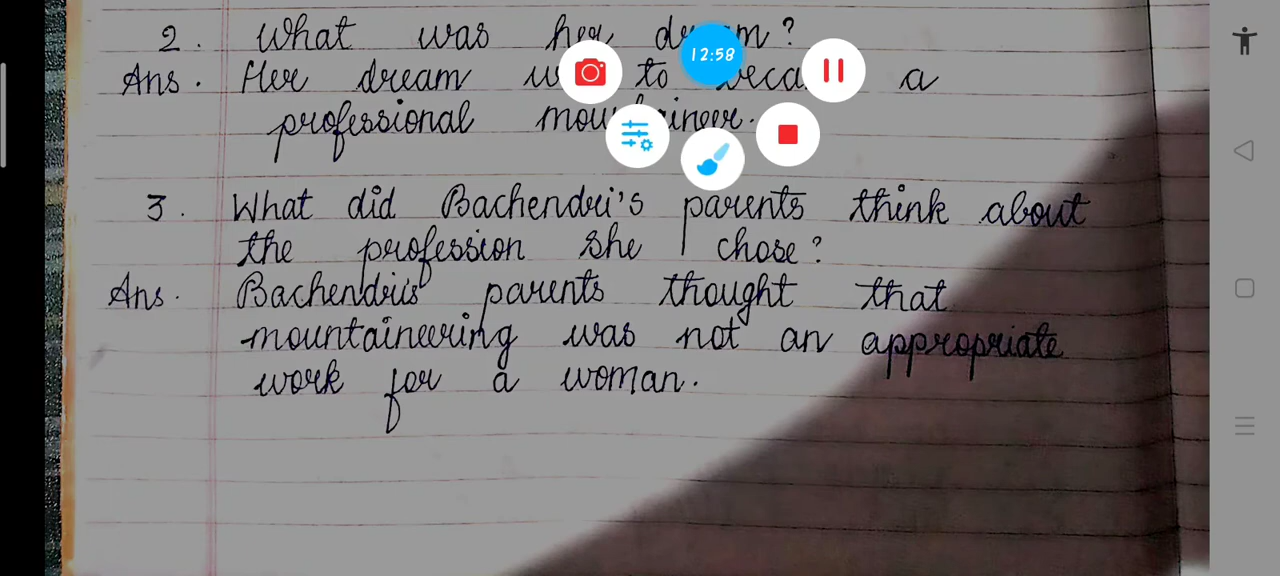 2. What was her
Ans. Her dream to a
professional
12:58
3. What did Bachendri's parents think about
the profession she chose?
Ans. Bachendri's parents thought that
mountaineering was not an appropriate
work for a woman.